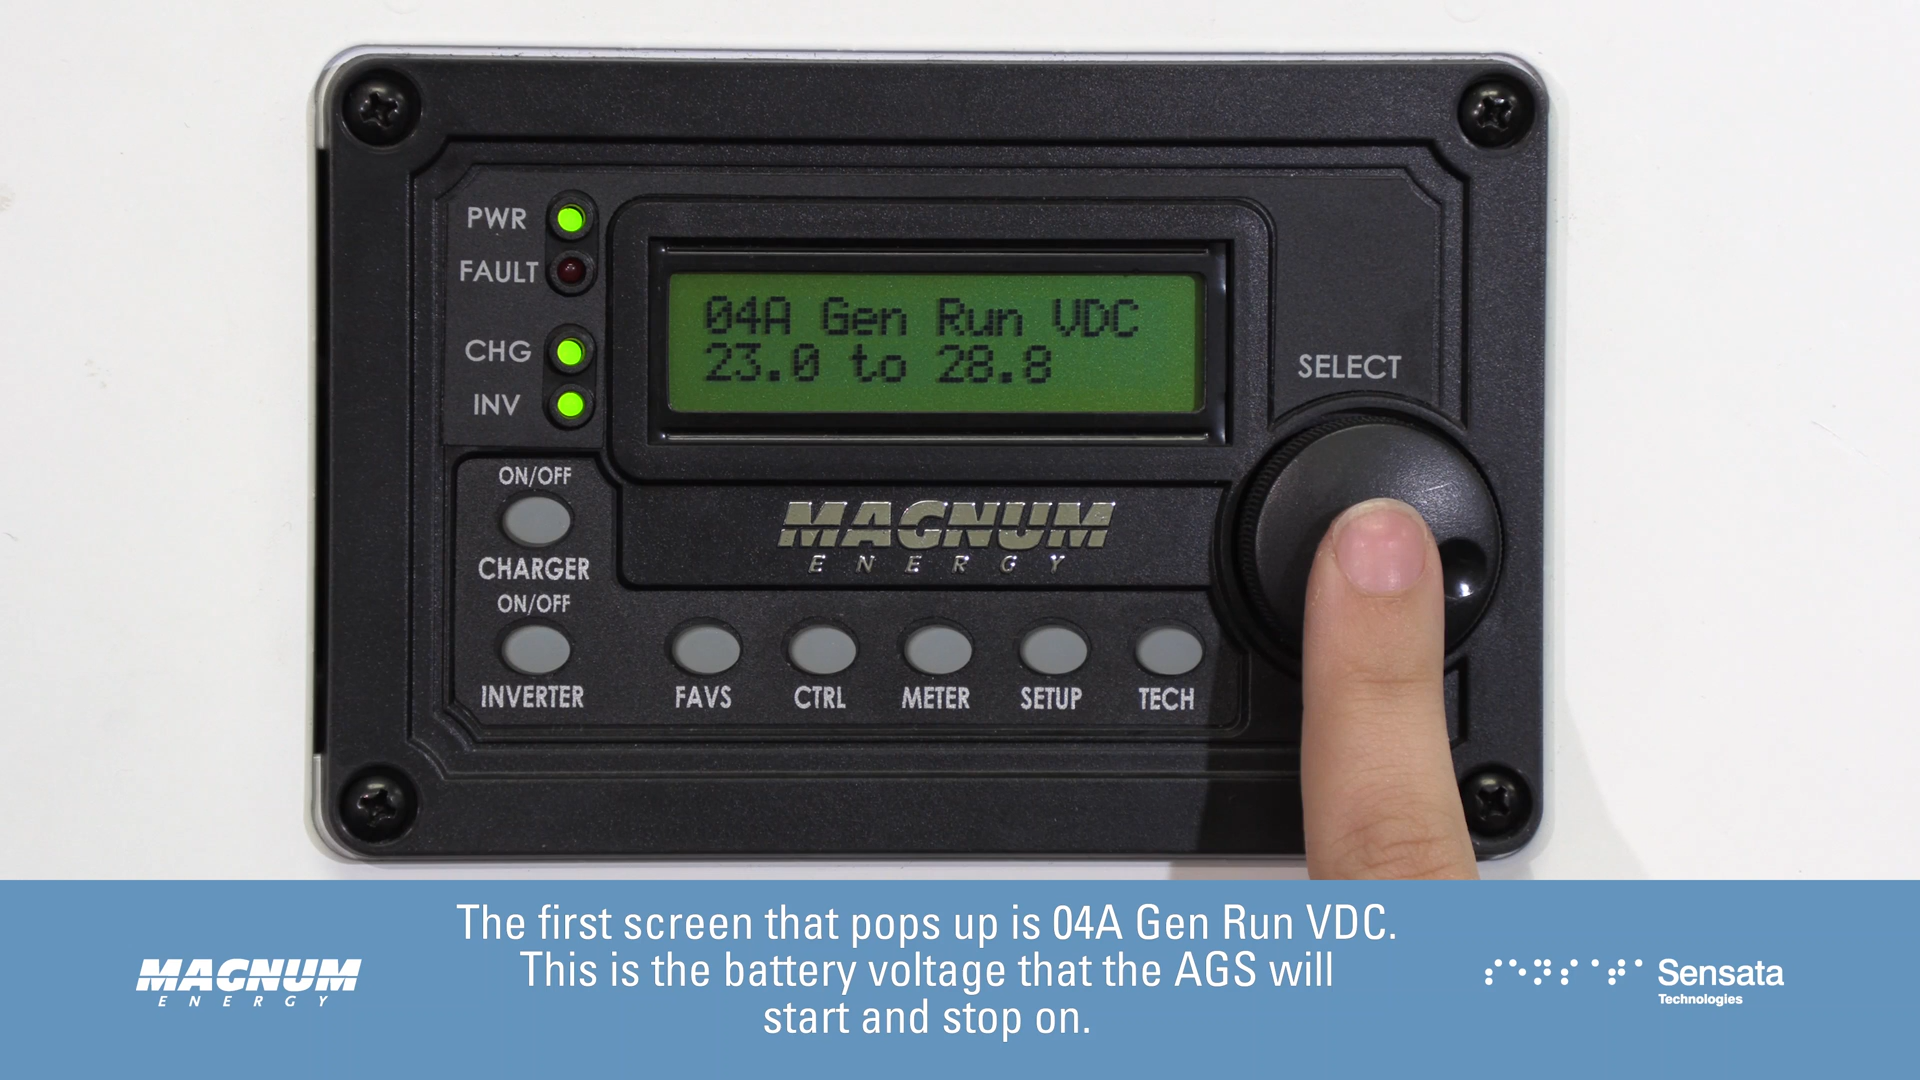 PWR
FAULT
CHG
INV
04A Gen Run VDC
23.0 to 28.8
SELECT
ON/OFF
CHARGER
ON/OFF
INVERTER
MAGNUM
ENERGY
FAVS
CTRL
METER
SETUP
TECH
The first screen that pops up is 04A Gen Run VDC.
This is the battery voltage that the AGS will
start and stop on.
MAGNUM
ENERGY
Sensata
Technologies